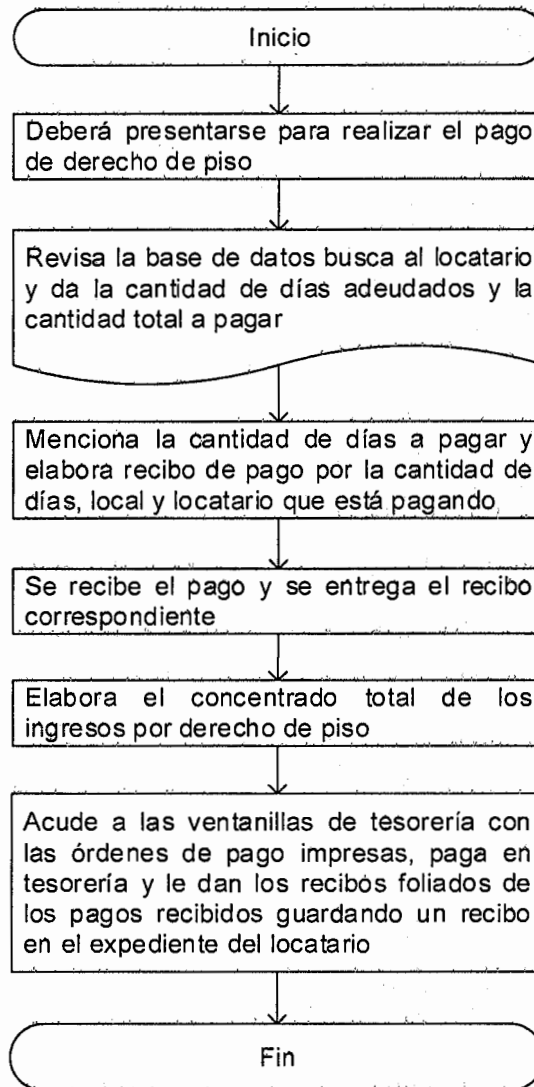 Inicio
Deberá presentarse para realizar el pago
de derecho de piso
Revisa la base de datos busca al locatario
y da la cantidad de días adeudados y la
cantidad total a pagar
Menciona la cantidad de días a pagar y
elabora recibo de pago por la cantidad de
días, local y locatario que está pagando
Se recibe el pago y se entrega el recibo
correspondiente
Elabora el concentrado total de los
ingresos por derecho de piso
Acude a las ventanillas de tesorería con
las órdenes de pago impresas, paga en
tesorería y le dan los recibos foliados de
los pagos recibidos guardando un recibo
en el expediente del locatario
Fin